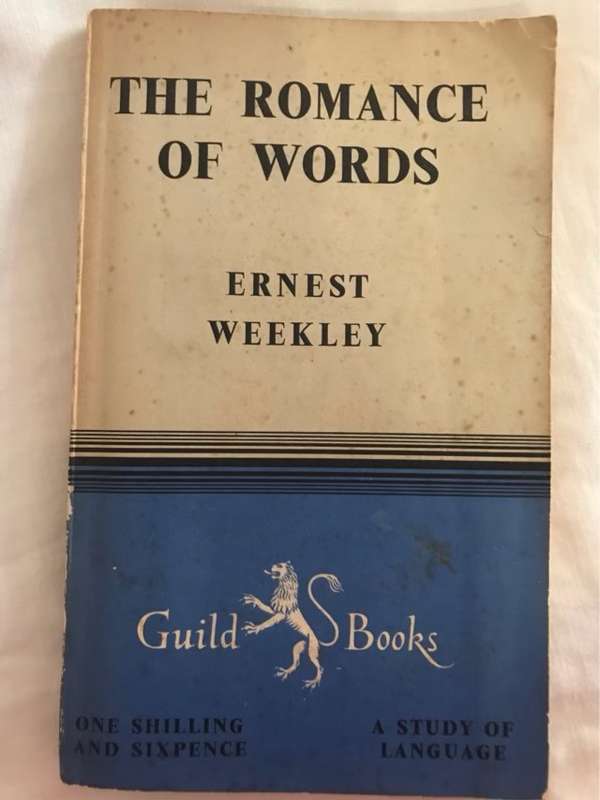 THE ROMANCE
OF WORDS
ERNEST
WEEKLEY
Guild Books
ONE SHILLING
AND SIXPENCE
A STUDY OF
LANGUAGE